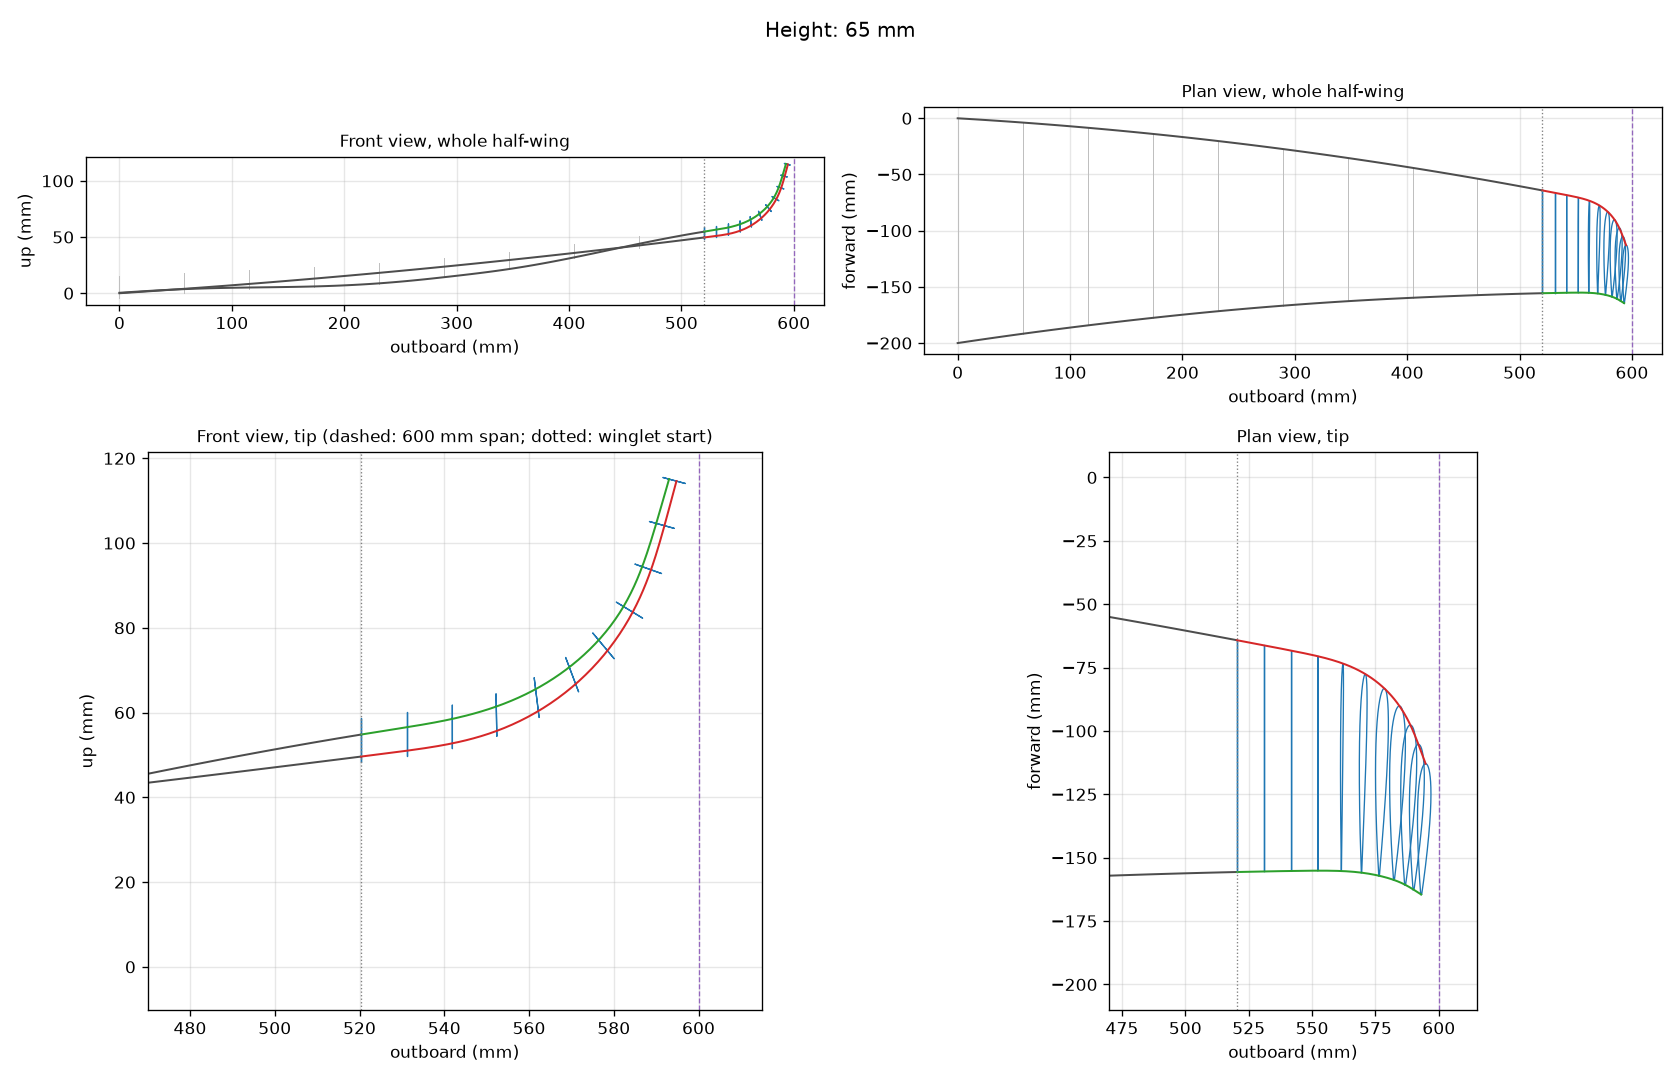 Height: 65 mm
Front view, whole half-wing
up (mm)
100
50
0
0 100 200 300 400 500 600
outboard (mm)
Plan view, whole half-wing
forward (mm)
0
−50
−100
−150
−200
0 100 200 300 400 500 600
outboard (mm)
Front view, tip (dashed: 600 mm span; dotted: winglet start)
up (mm)
120
100
80
60
40
20
0
480 500 520 540 560 580 600
outboard (mm)
Plan view, tip
forward (mm)
0
−25
−50
−75
−100
−125
−150
−175
−200
475 500 525 550 575 600
outboard (mm)